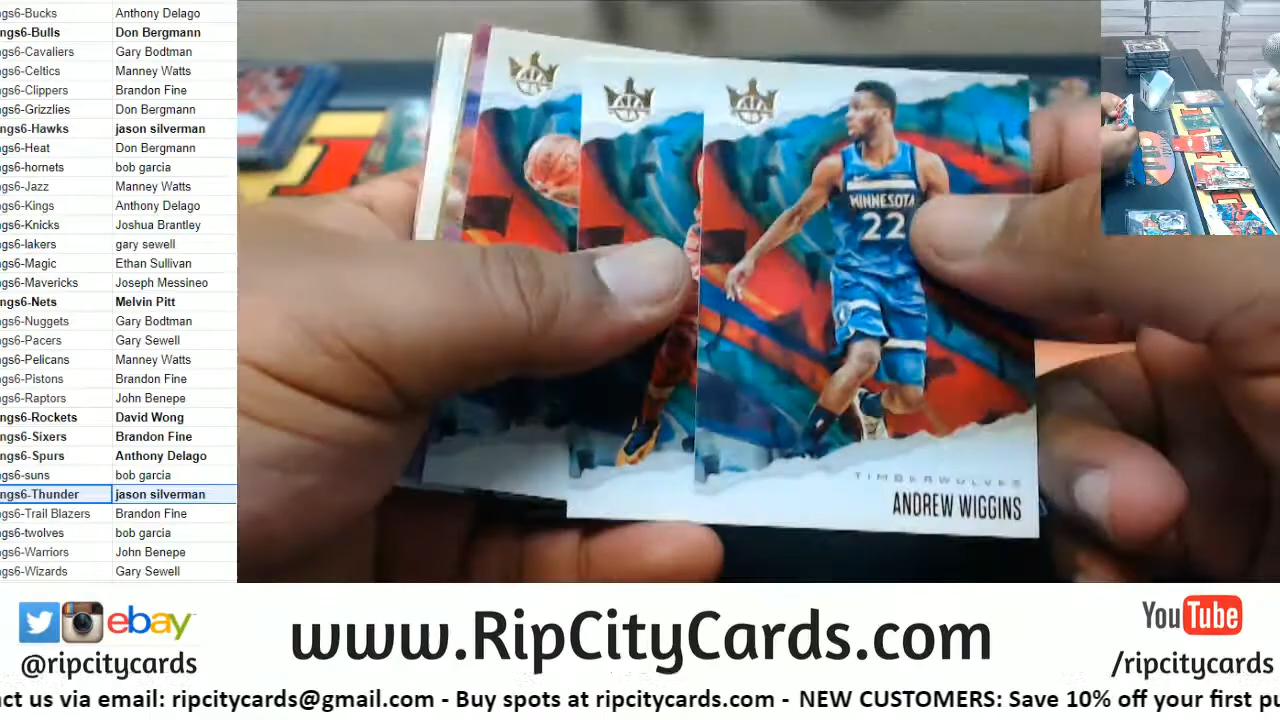 ngs6-Bucks Anthony Delago
ngs6-Bulls Don Bergmann
ngs6-Cavaliers Gary Bodtman
ngs6-Celtics Manney Watts
ngs6-Clippers Brandon Fine
ngs6-Grizzlies Don Bergmann
ngs6-Hawks jason silverman
ngs6-Heat Don Bergmann
ngs6-hornets bob garcia
ngs6-Jazz Manney Watts
ngs6-Kings Anthony Delago
ngs6-Knicks Joshua Brantley
ngs6-lakers gary sewell
ngs6-Magic Ethan Sullivan
ngs6-Mavericks Joseph Messineo
ngs6-Nets Melvin Pitt
ngs6-Nuggets Gary Bodtman
ngs6-Pacers Gary Sewell
ngs6-Pelicans Manney Watts
ngs6-Pistons Brandon Fine
ngs6-Raptors John Benepe
ngs6-Rockets David Wong
ngs6-Sixers Brandon Fine
ngs6-Spurs Anthony Delago
ngs6-suns bob garcia
ngs6-Thunder jason silverman
ngs6-Trail Blazers Brandon Fine
ngs6-twolves bob garcia
ngs6-Warriors John Benepe
ngs6-Wizards Gary Sewell
MINNESOTA
22
TIMBERWOLVES
ANDREW WIGGINS
ebay
@ripcitycards
www.RipCityCards.com
YouTube
/ripcitycards
ct us via email: ripcitycards@gmail.com - Buy spots at ripcitycards.com - NEW CUSTOMERS: Save 10% off your first pu